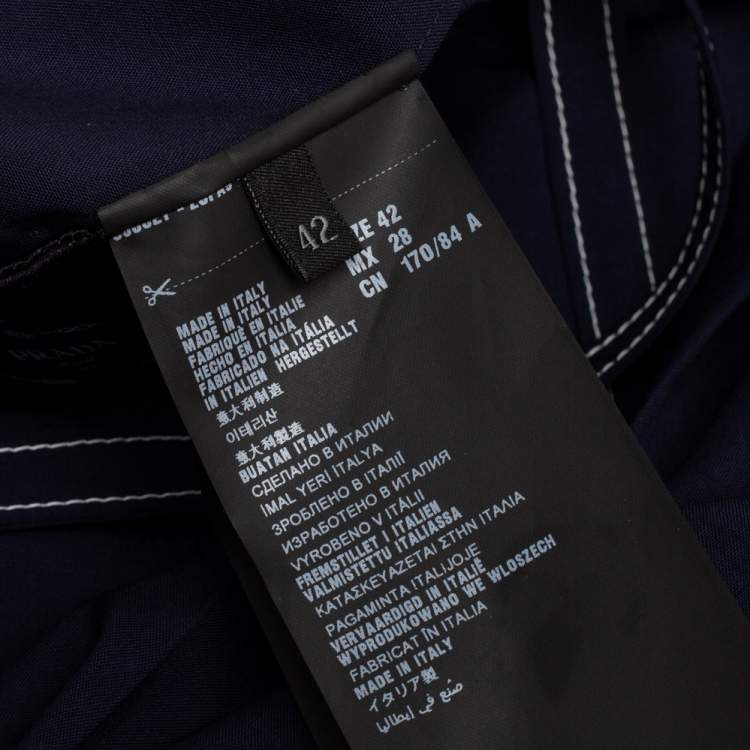 42
ZE 42
MX 28
CN 170/84 A
MADE IN ITALY
MADE IN ITALY
FABRIQUE EN ITALIE
HECHO EN ITALIA
FABRICADO NA ITÁLIA
IN ITALIEN HERGESTELLT
意大利制造
이테리산
意大利製造
BUATAN ITALIA
СДЕЛАНО В ИТАЛИИ
İMAL YERİ İTALYA
ЗРОБЛЕНО В ІТАЛІЇ
ИЗРАБОТЕНО В ИТАЛИЯ
VYROBENO V ITÁLII
FREMSTILLET I ITALIEN
VALMISTETTU ITALIASSA
ΚΑΤΑΣΚΕΥΑΖΕΤΑΙ ΣΤΗΝ ΙΤΑΛΙΑ
PAGAMINTA ITALIJOJE
VERVAARDIGD IN ITALIË
WYPRODUKOWANO WE WLOSZECH
FABRICAT ÎN ITALIA
MADE IN ITALY
イタリア製
صنع في إيطاليا
PRADA